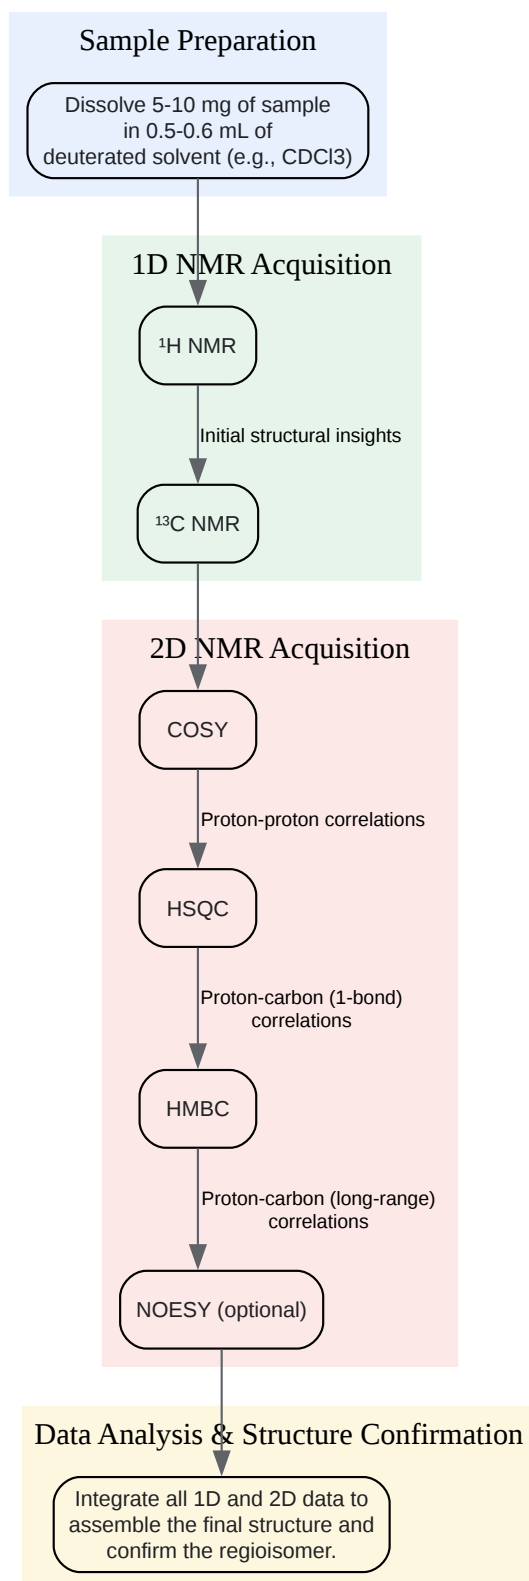 Sample Preparation
Dissolve 5-10 mg of sample
in 0.5-0.6 mL of
deuterated solvent (e.g., CDCl3)
1D NMR Acquisition
¹H NMR
Initial structural insights
¹³C NMR
2D NMR Acquisition
COSY
Proton-proton correlations
HSQC
Proton-carbon (1-bond)
correlations
HMBC
Proton-carbon (long-range)
correlations
NOESY (optional)
Data Analysis & Structure Confirmation
Integrate all 1D and 2D data to
assemble the final structure and
confirm the regioisomer.